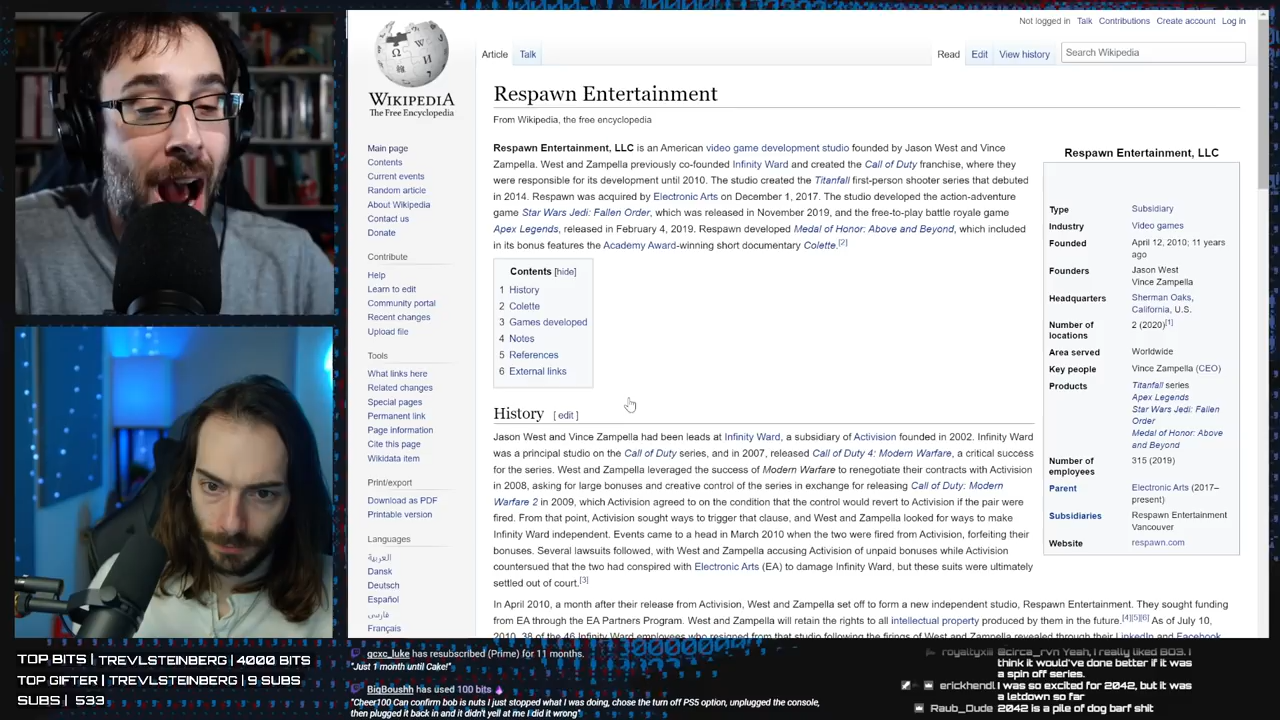 Not logged in Talk Contributions Create account Log in
Article Talk Read Edit View history Search Wikipedia
WIKIPEDIA
The Free Encyclopedia
Main page
Contents
Current events
Random article
About Wikipedia
Contact us
Donate
Contribute
Help
Learn to edit
Community portal
Recent changes
Upload file
Tools
What links here
Related changes
Special pages
Permanent link
Page information
Cite this page
Wikidata item
Print/export
Download as PDF
Printable version
Languages
العربية
Dansk
Deutsch
Español
فارسی
Français
Respawn Entertainment
From Wikipedia, the free encyclopedia
Respawn Entertainment, LLC is an American video game development studio founded by Jason West and Vince
Zampella. West and Zampella previously co-founded Infinity Ward and created the Call of Duty franchise, where they
were responsible for its development until 2010. The studio created the Titanfall first-person shooter series that debuted
in 2014. Respawn was acquired by Electronic Arts on December 1, 2017. The studio developed the action-adventure
game Star Wars Jedi: Fallen Order, which was released in November 2019, and the free-to-play battle royale game
Apex Legends, released in February 4, 2019. Respawn developed Medal of Honor: Above and Beyond, which included
in its bonus features the Academy Award-winning short documentary Colette.[2]
Contents [hide]
1 History
2 Colette
3 Games developed
4 Notes
5 References
6 External links
History [ edit ]
Jason West and Vince Zampella had been leads at Infinity Ward, a subsidiary of Activision founded in 2002. Infinity Ward
was a principal studio on the Call of Duty series, and in 2007, released Call of Duty 4: Modern Warfare, a critical success
for the series. West and Zampella leveraged the success of Modern Warfare to renegotiate their contracts with Activision
in 2008, asking for large bonuses and creative control of the series in exchange for releasing Call of Duty: Modern
Warfare 2 in 2009, which Activision agreed to on the condition that the control would revert to Activision if the pair were
fired. From that point, Activision sought ways to trigger that clause, and West and Zampella looked for ways to make
Infinity Ward independent. Events came to a head in March 2010 when the two were fired from Activision, forfeiting their
bonuses. Several lawsuits followed, with West and Zampella accusing Activision of unpaid bonuses while Activision
countersued that the two had conspired with Electronic Arts (EA) to damage Infinity Ward, but these suits were ultimately
settled out of court.[3]
In April 2010, a month after their release from Activision, West and Zampella set off to form a new independent studio, Respawn Entertainment. They sought funding
from EA through the EA Partners Program. West and Zampella will retain the rights to all intellectual property produced by them in the future.[4][5][6] As of July 10,
2010, 38 of the 46 Infinity Ward employees who resigned from that studio following the firings of West and Zampella revealed through their LinkedIn and Facebook
Respawn Entertainment, LLC
Type Subsidiary
Industry Video games
Founded April 12, 2010; 11 years
ago
Founders Jason West
Vince Zampella
Headquarters Sherman Oaks,
California, U.S.
Number of
locations 2 (2020)[1]
Area served Worldwide
Key people Vince Zampella (CEO)
Products Titanfall series
Apex Legends
Star Wars Jedi: Fallen
Order
Medal of Honor: Above
and Beyond
Number of
employees 315 (2019)
Parent Electronic Arts (2017–
present)
Subsidiaries Respawn Entertainment
Vancouver
Website respawn.com
TOP BITS | TREVLSTEINBERG | 4000 BITS
TOP GIFTER | TREVLSTEINBERG | 9 SUBS
SUBS | 533
gcxc_luke has resubscribed (Prime) for 11 months.
"Just 1 month until Cake!"
BigBoushh has used 100 bits
"Cheer100 Can confirm bob is nuts I just stopped what I was doing, chose the turn off PS5 option, unplugged the console,
then plugged it back in and it didn't yell at me I did it wrong"
royaltyxiii @circa_rvn Yeah, I really liked BO3. I
think it would've done better if it was
a spin off series.
erickhendl I was so excited for 2042, but it was
a letdown so far
Raub_Dude 2042 is a pile of dog barf shit